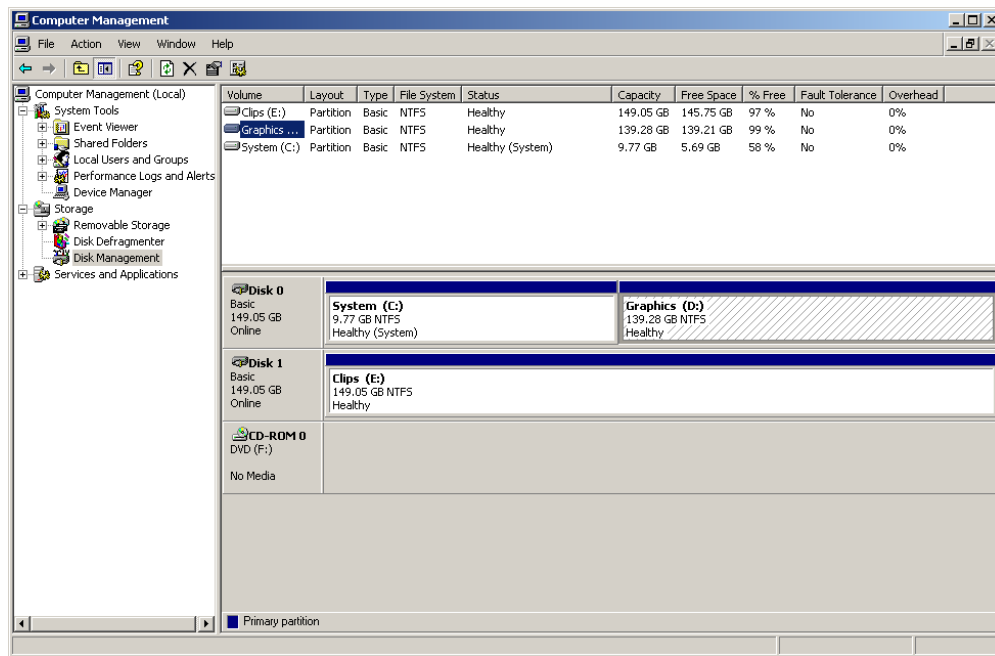 Computer Management
File Action View Window Help
Computer Management (Local)
System Tools
Event Viewer
Shared Folders
Local Users and Groups
Performance Logs and Alerts
Device Manager
Storage
Removable Storage
Disk Defragmenter
Disk Management
Services and Applications
Volume Layout Type File System Status Capacity Free Space % Free Fault Tolerance Overhead
Clips (E:) Partition Basic NTFS Healthy 149.05 GB 145.75 GB 97 % No 0%
Graphics ... Partition Basic NTFS Healthy 139.28 GB 139.21 GB 99 % No 0%
System (C:) Partition Basic NTFS Healthy (System) 9.77 GB 5.69 GB 58 % No 0%
Disk 0
Basic
149.05 GB
Online
System (C:)
9.77 GB NTFS
Healthy (System)
Graphics (D:)
139.28 GB NTFS
Healthy
Disk 1
Basic
149.05 GB
Online
Clips (E:)
149.05 GB NTFS
Healthy
CD-ROM 0
DVD (F:)
No Media
Primary partition